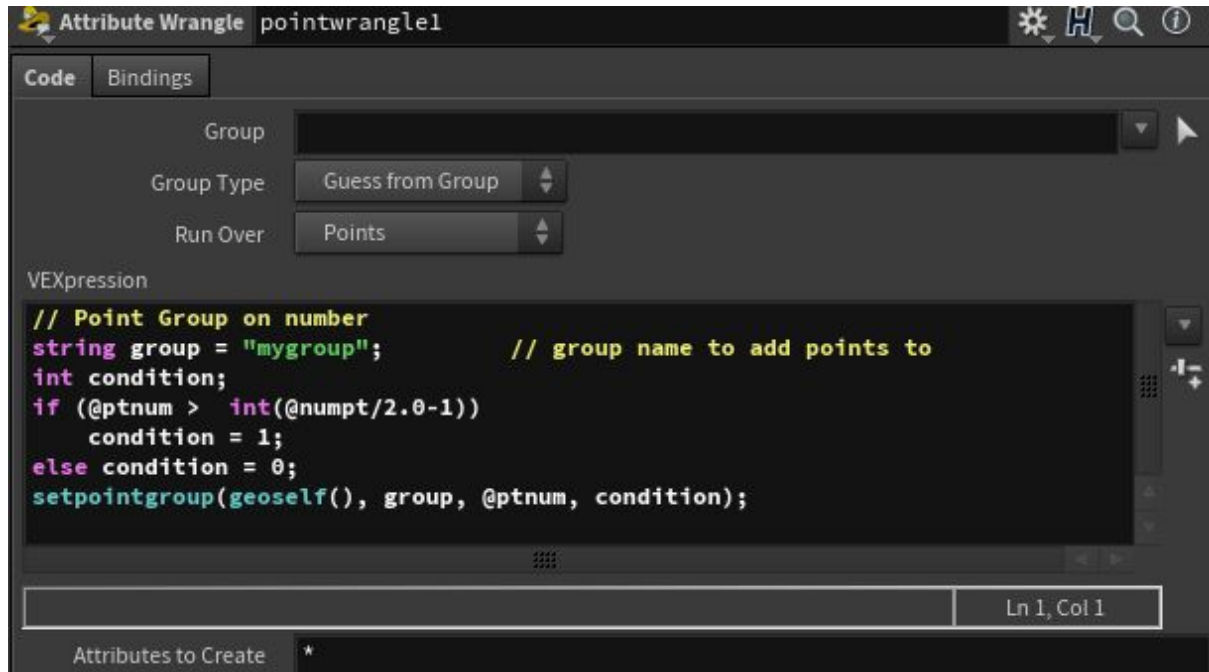 Attribute Wrangle pointwrangle1
Code Bindings
Group
Group Type Guess from Group
Run Over Points
VEXpression
// Point Group on number
string group = "mygroup";          // group name to add points to
int condition;
if (@ptnum >  int(@numpt/2.0-1))
    condition = 1;
else condition = 0;
setpointgroup(geoself(), group, @ptnum, condition);
Ln 1, Col 1
Attributes to Create *